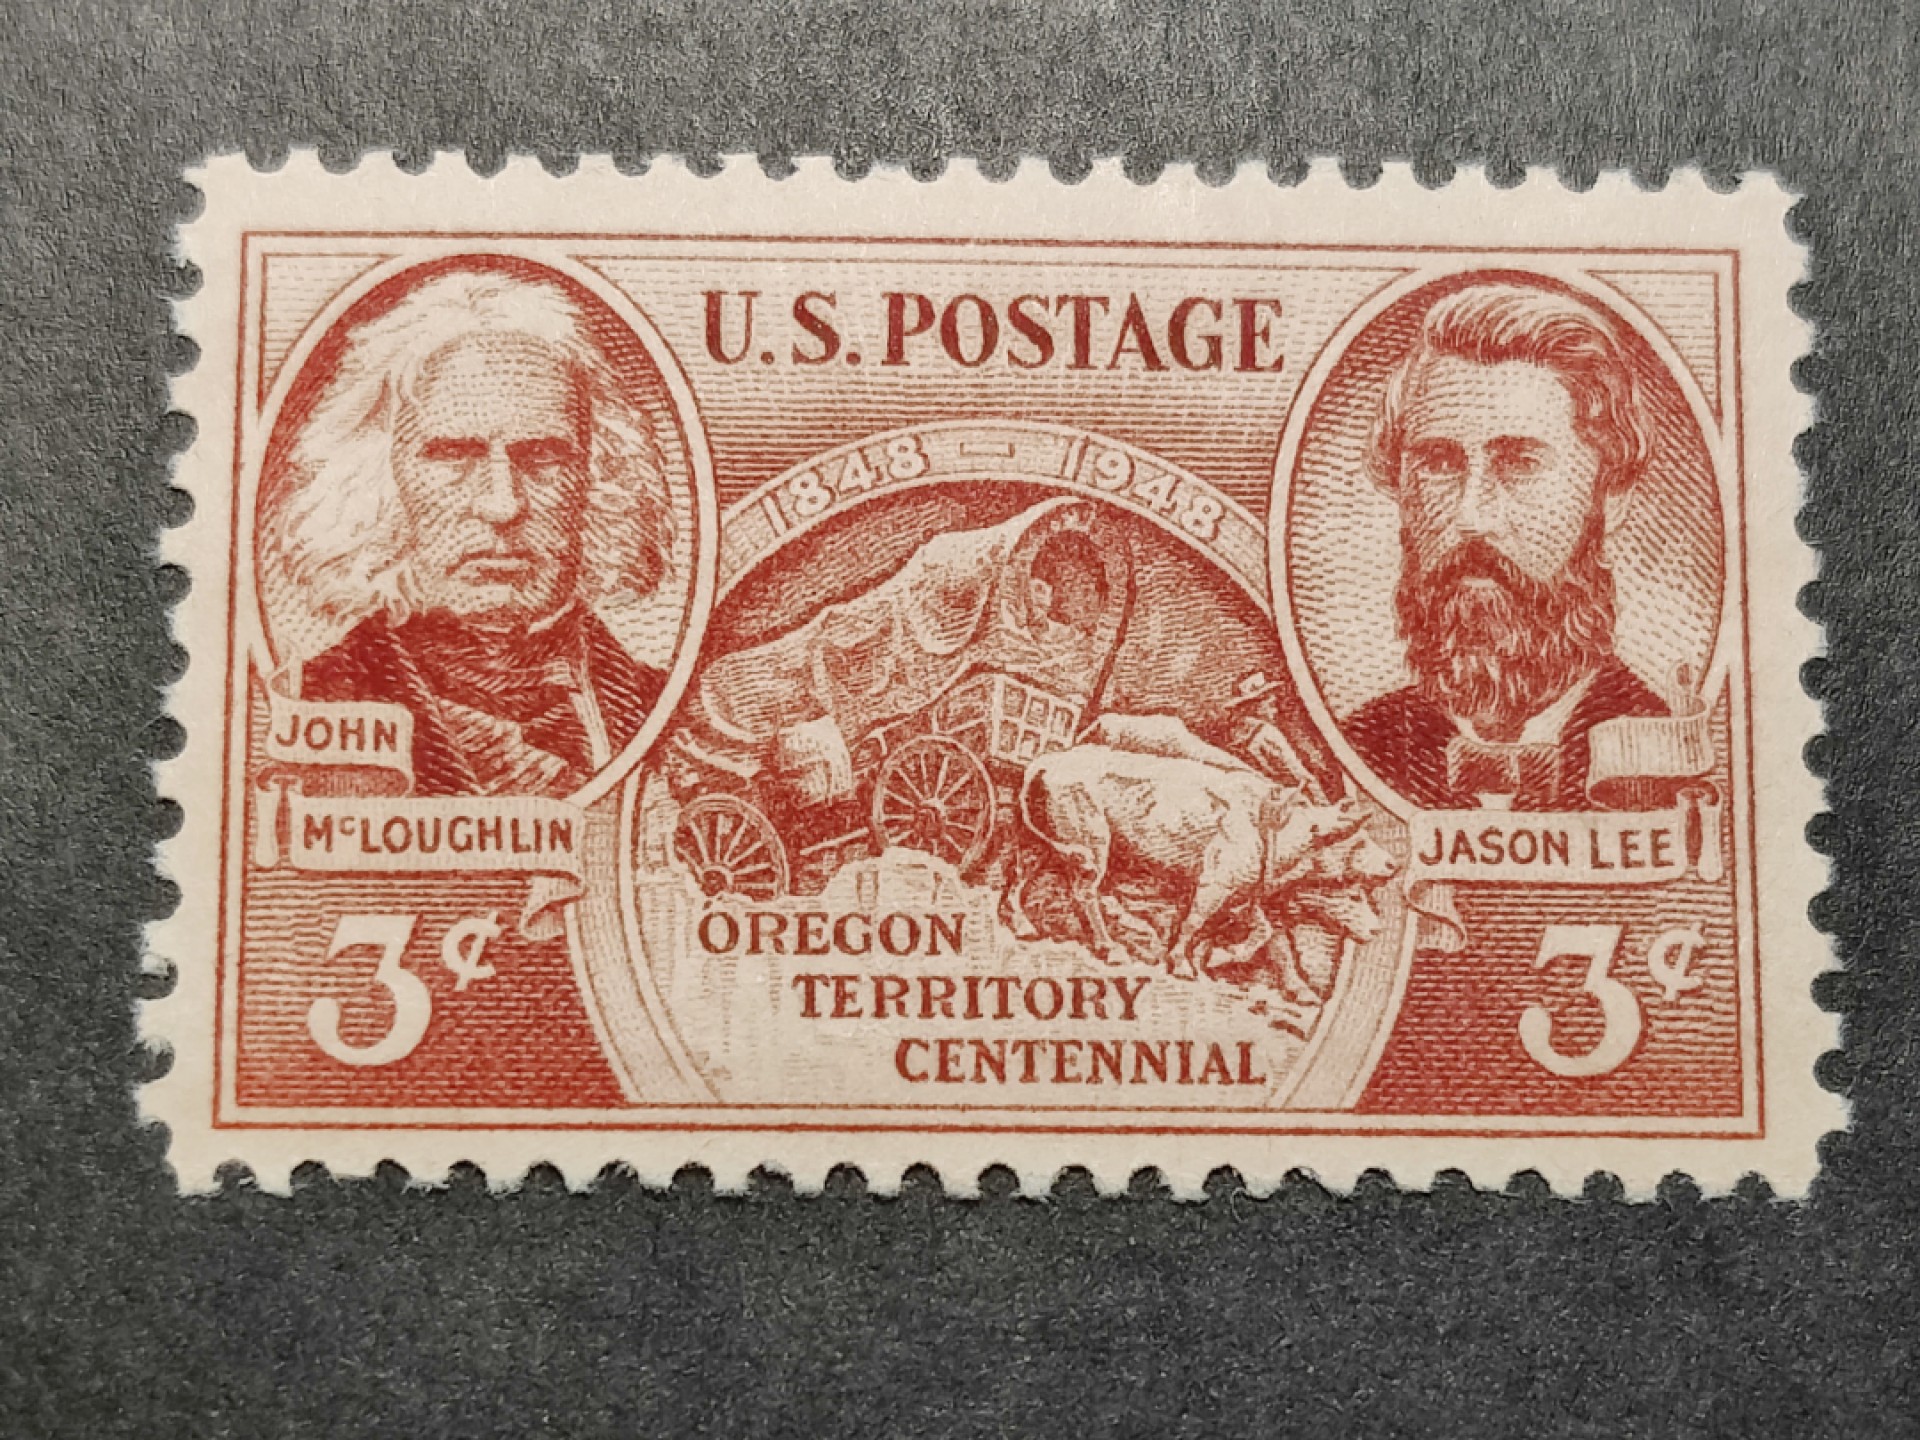 U.S. POSTAGE
1848 - 1948
JOHN
McLOUGHLIN
JASON LEE
3¢
OREGON
TERRITORY
CENTENNIAL
3¢